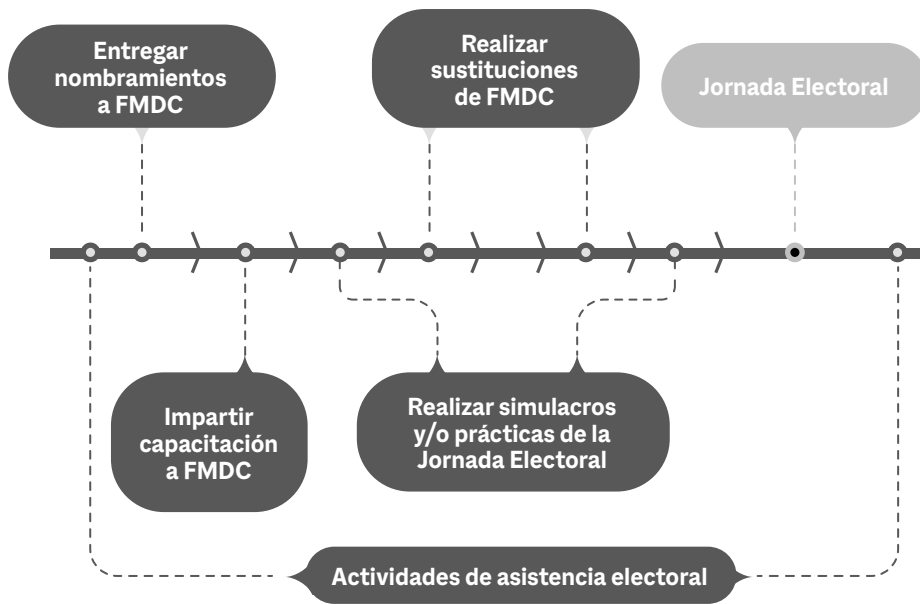 Entregar
nombramientos
a FMDC
Realizar
sustituciones
de FMDC
Jornada Electoral
Impartir
capacitación
a FMDC
Realizar simulacros
y/o prácticas de la
Jornada Electoral
Actividades de asistencia electoral